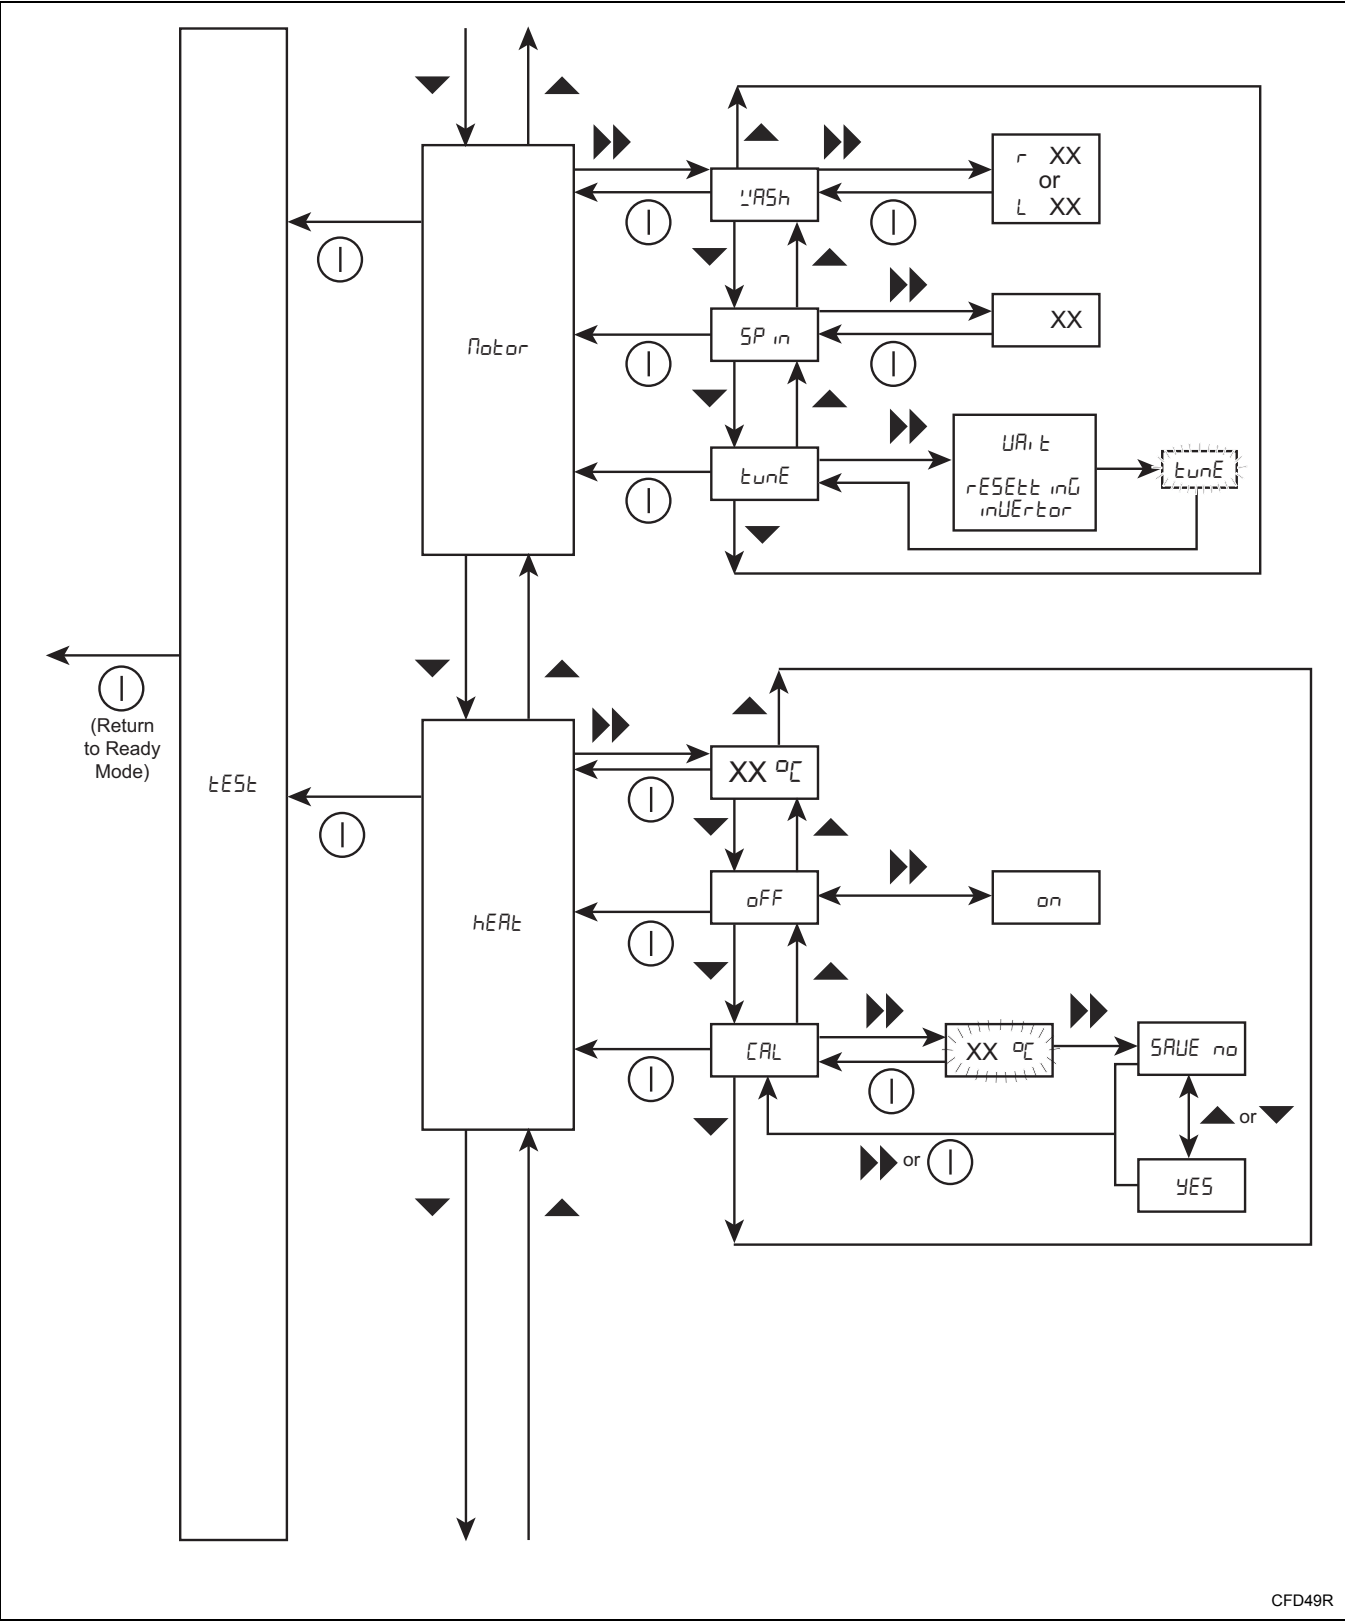 WASh
r XX
or
L XX
Motor
SPin
XX
tunE
WAit
rESEttinG
inVErtor
tunE
(Return
to Ready
Mode)
tESt
XX °C
hEAt
oFF
on
CAL
XX °C
SAVE no
or
or
YES
CFD49R